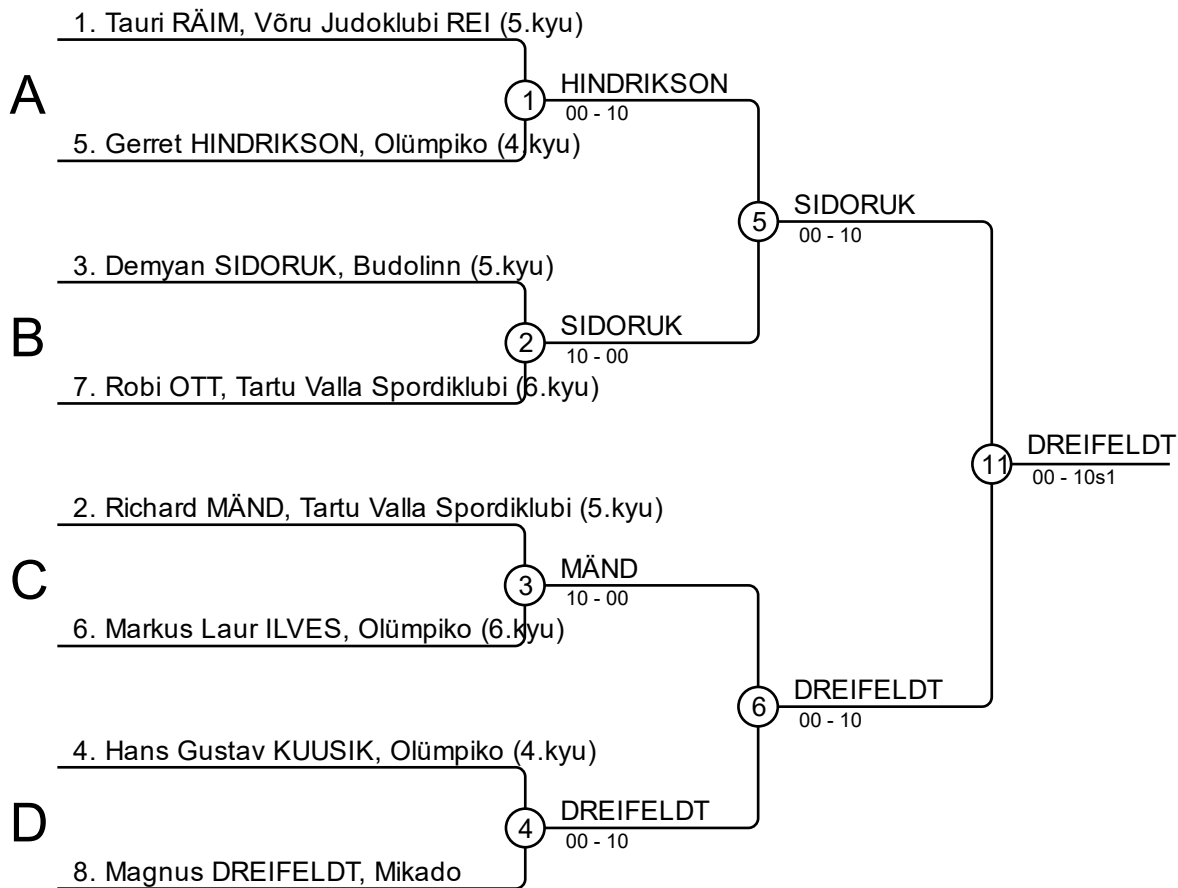 1. Tauri RÄIM, Võru Judoklubi REI (5.kyu)
A
1
HINDRIKSON
00 - 10
5. Gerret HINDRIKSON, Olümpiko (4.kyu)
5
SIDORUK
00 - 10
3. Demyan SIDORUK, Budolinn (5.kyu)
B
2
SIDORUK
10 - 00
7. Robi OTT, Tartu Valla Spordiklubi (6.kyu)
11
DREIFELDT
00 - 10s1
2. Richard MÄND, Tartu Valla Spordiklubi (5.kyu)
C
3
MÄND
10 - 00
6. Markus Laur ILVES, Olümpiko (6.kyu)
6
DREIFELDT
00 - 10
4. Hans Gustav KUUSIK, Olümpiko (4.kyu)
D
4
DREIFELDT
00 - 10
8. Magnus DREIFELDT, Mikado